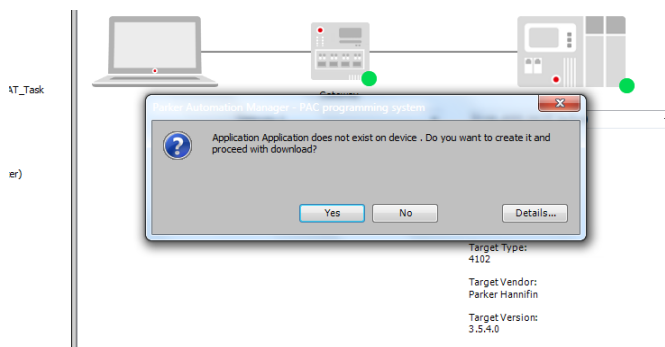 AT_Task
Gateway
Parker Automation Manager - PAC programming system
Application Application does not exist on device . Do you want to create it and
proceed with download?
Yes
No
Details...
er)
Target Type:
4102
Target Vendor:
Parker Hannifin
Target Version:
3.5.4.0